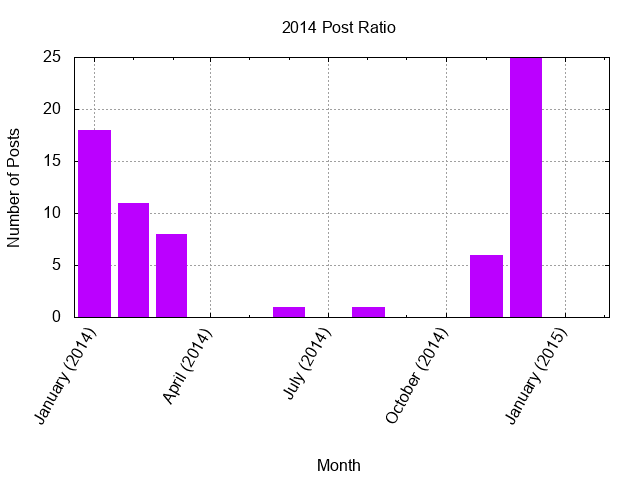 2014 Post Ratio
Number of Posts
25
20
15
10
5
0
January (2014)
April (2014)
July (2014)
October (2014)
January (2015)
Month